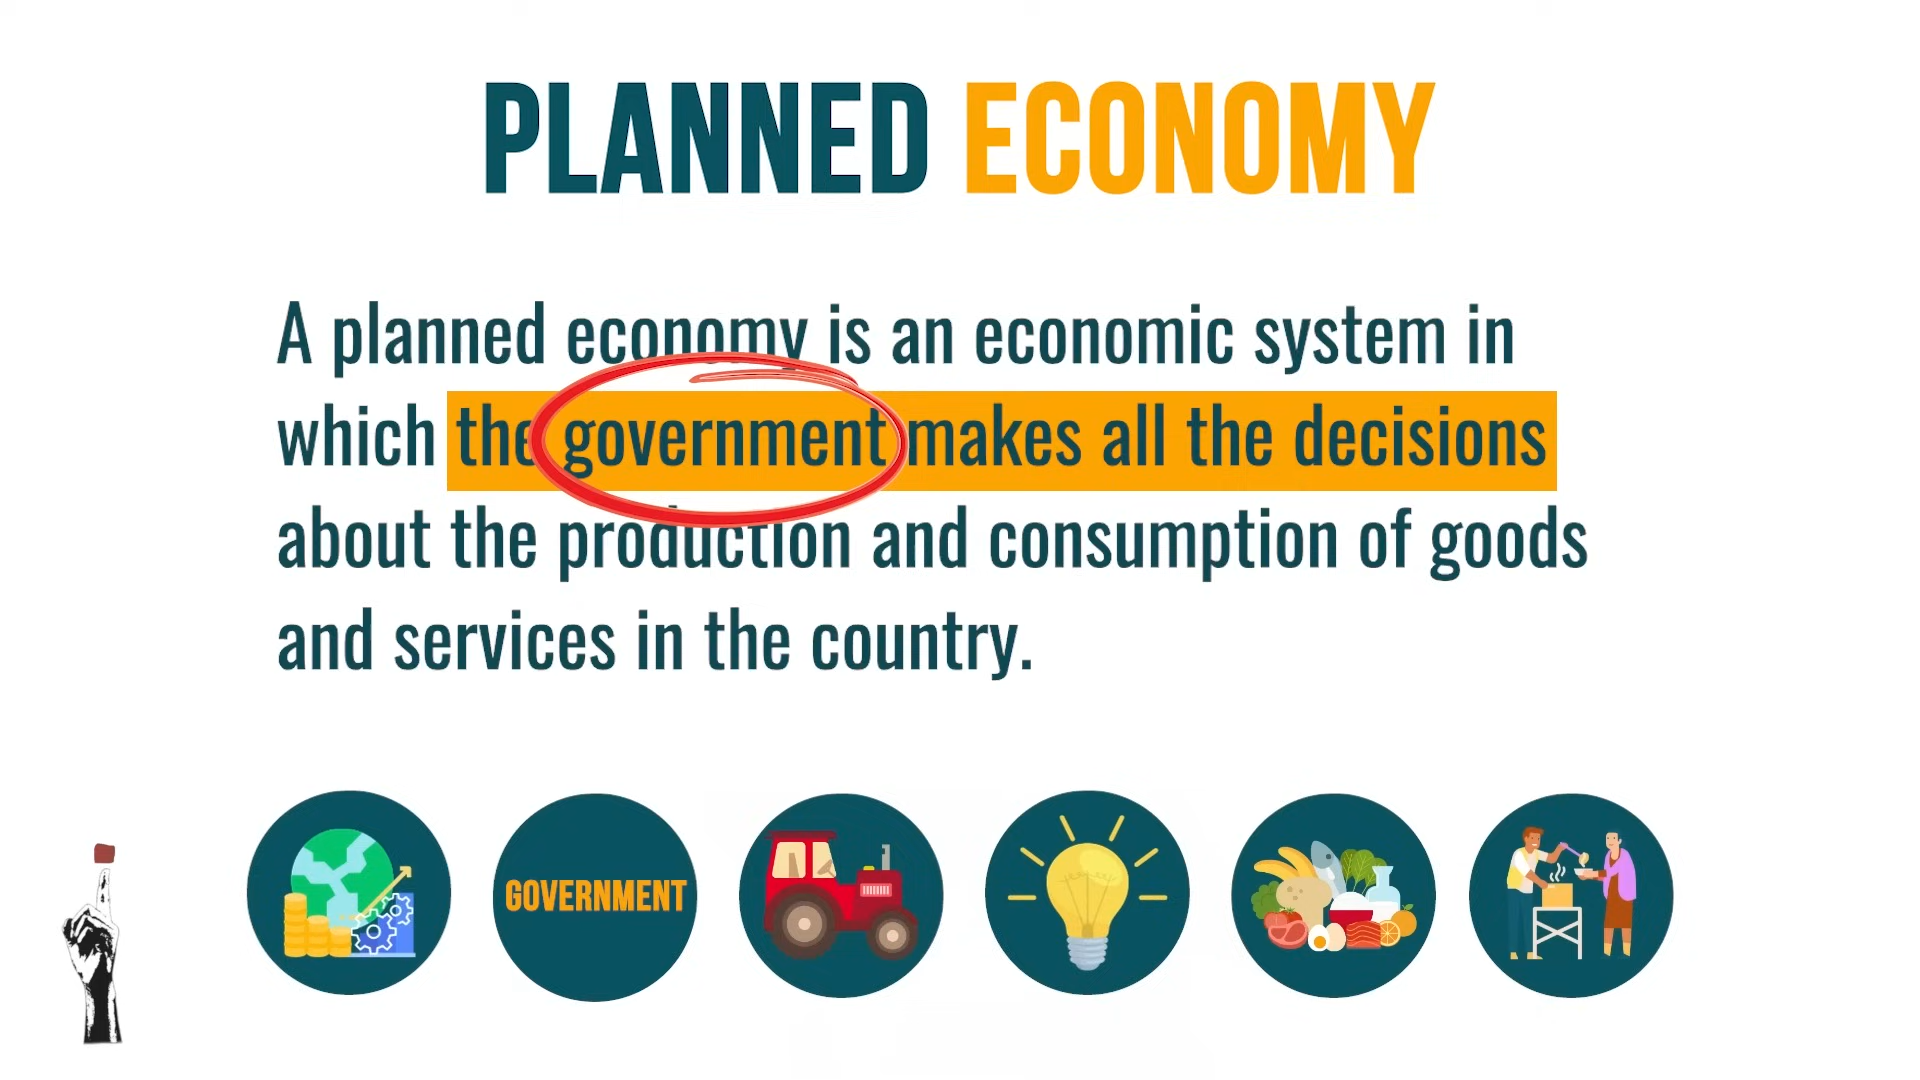 PLANNED ECONOMY
A planned economy is an economic system in
which the government makes all the decisions
about the production and consumption of goods
and services in the country.
GOVERNMENT